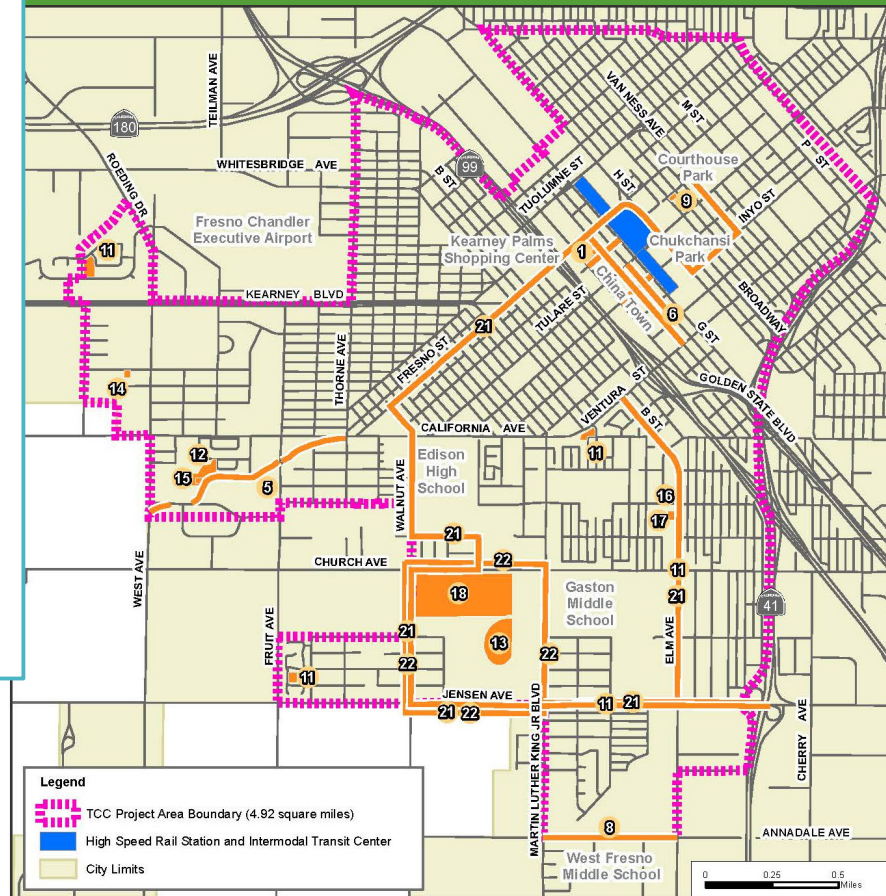 TEILMAN AVE
CALIFORNIA
180
ROEDING DR
WHITESBRIDGE AVE
CALIFORNIA
99
B ST
VAN NESS AVE
M ST
P ST
TUOLUMNE ST
H ST
Courthouse
Park
9
INYO ST
Fresno Chandler
Executive Airport
11
Kearney Palms
Shopping Center
1
Chukchansi
Park
China Town
KEARNEY BLVD
TULARE ST
6
G ST
BROADWAY
21
FRESNO ST
THORNE AVE
14
GOLDEN STATE BLVD
VENTURA ST
B ST.
CALIFORNIA AVE
11
12
15
5
Edison
High
School
WALNUT AVE
16
17
21
CHURCH AVE
22
11
WEST AVE
18
Gaston
Middle
School
21
41
FRUIT AVE
21
13
22
22
ELM AVE
11
JENSEN AVE
11
21
21
22
MARTIN LUTHER KING JR BLVD
CHERRY AVE
8
ANNADALE AVE
West Fresno
Middle School
Legend
TCC Project Area Boundary (4.92 square miles)
High Speed Rail Station and Intermodal Transit Center
City Limits
0 0.25 0.5
Miles